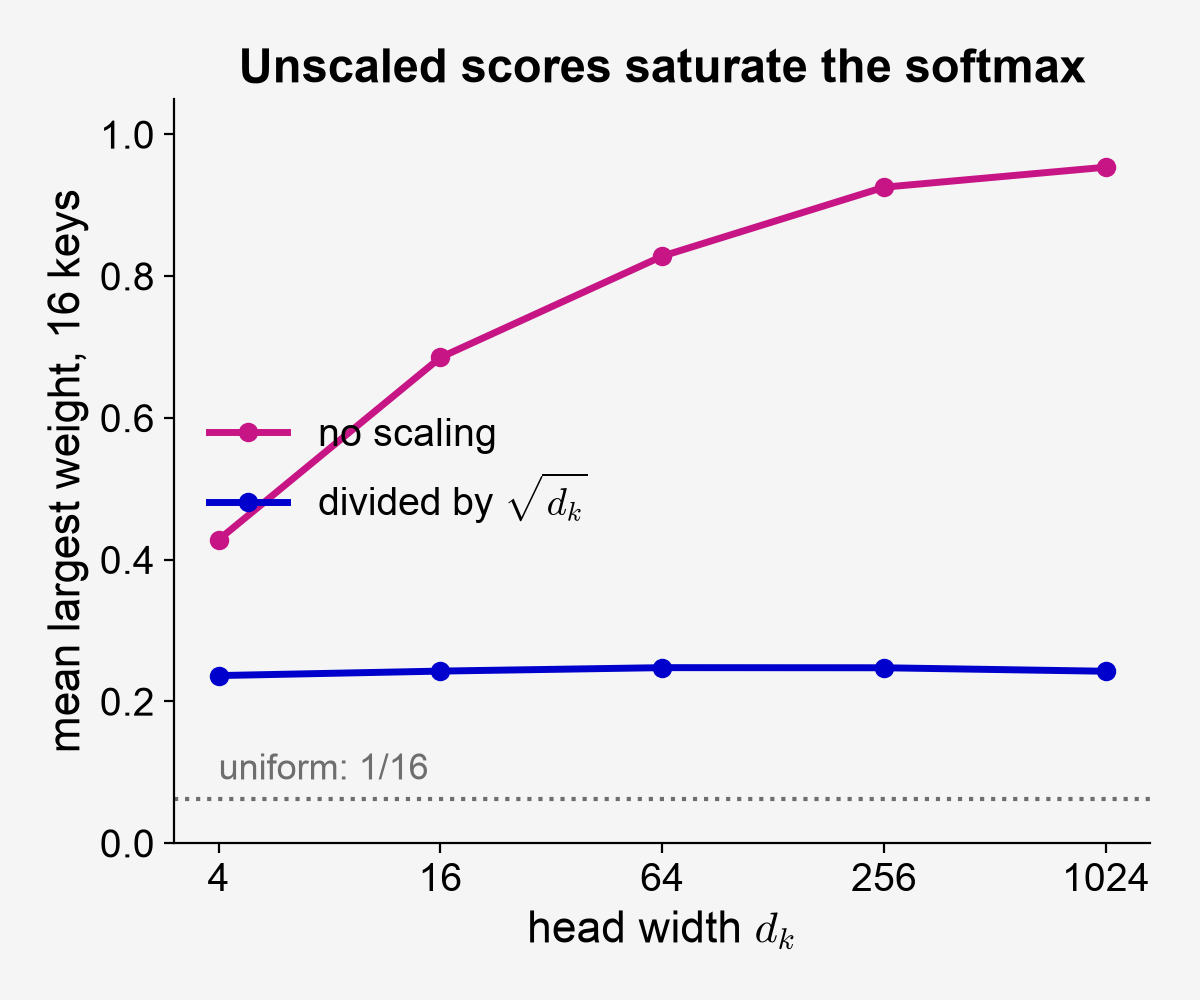 Unscaled scores saturate the softmax
mean largest weight, 16 keys
1.0
0.8
0.6
0.4
0.2
0.0
no scaling
divided by √d_k
uniform: 1/16
4 16 64 256 1024
head width d_k